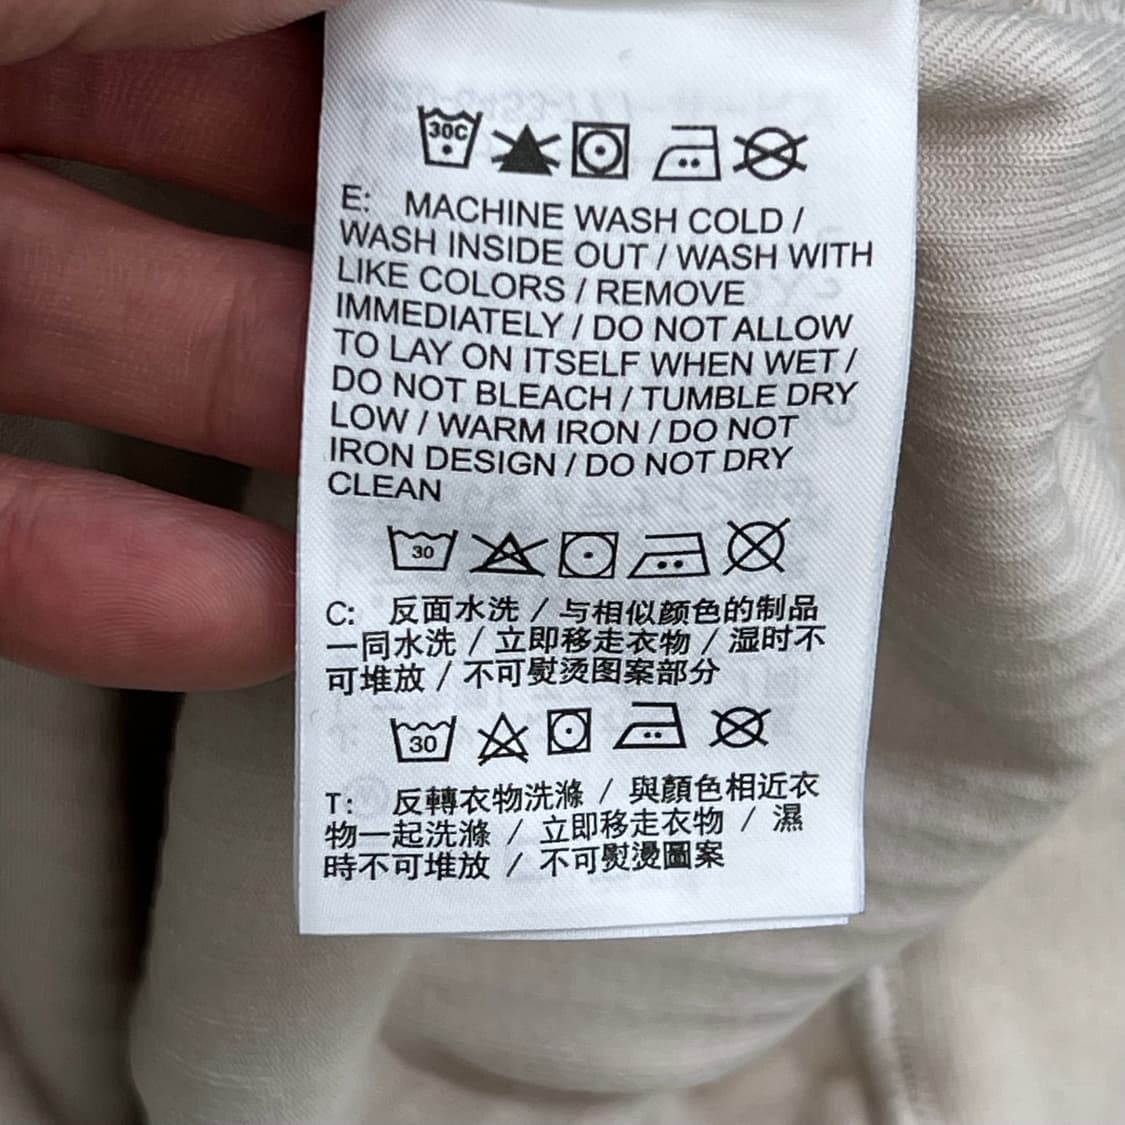 30C
E: MACHINE WASH COLD /
WASH INSIDE OUT / WASH WITH
LIKE COLORS / REMOVE
IMMEDIATELY / DO NOT ALLOW
TO LAY ON ITSELF WHEN WET /
DO NOT BLEACH / TUMBLE DRY
LOW / WARM IRON / DO NOT
IRON DESIGN / DO NOT DRY
CLEAN
30
C: 反面水洗 / 与相似颜色的制品
一同水洗 / 立即移走衣物 / 湿时不
可堆放 / 不可熨烫图案部分
30
T: 反轉衣物洗滌 / 與顏色相近衣
物一起洗滌 / 立即移走衣物 / 濕
時不可堆放 / 不可熨燙圖案